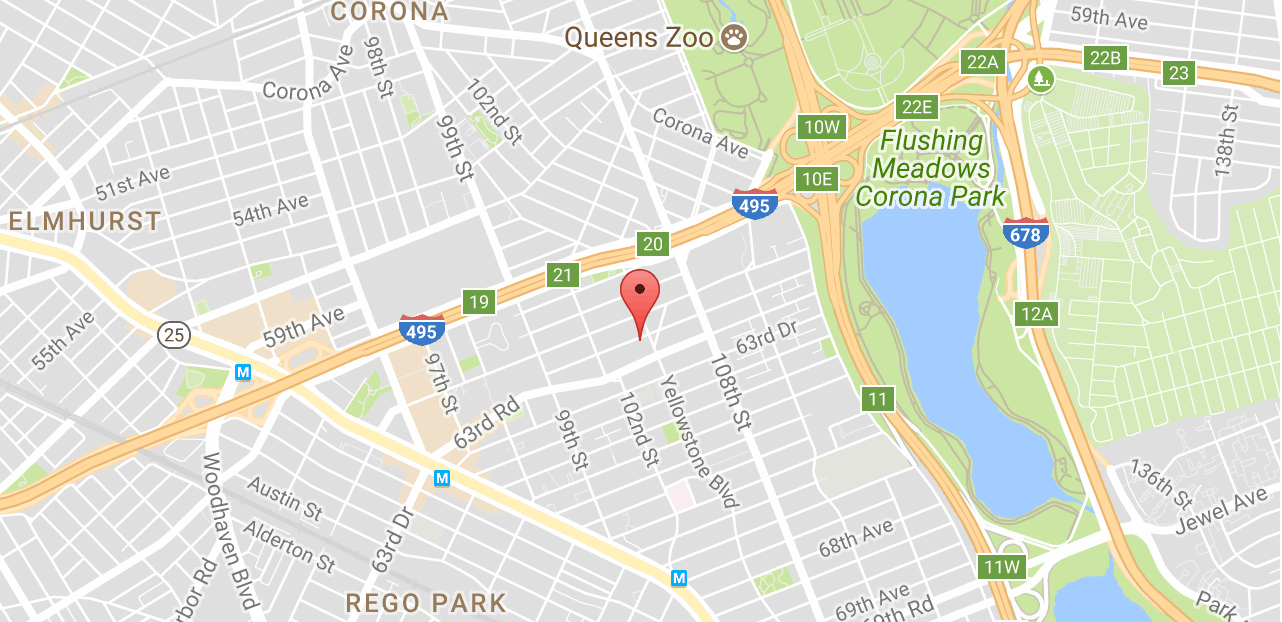 CORONA
59th Ave
98th St
Queens Zoo
22A
22B
23
Corona Ave
102nd St
22E
Corona Ave
10W
99th St
138th St
Flushing
Meadows
Corona Park
51st Ave
10E
54th Ave
495
ELMHURST
678
20
21
19
12A
59th Ave
495
25
55th Ave
63rd Dr
M
97th St
108th St
11
63rd Rd
99th St
102nd St
Yellowstone Blvd
M
Woodhaven Blvd
Austin St
136th St
Jewel Ave
Alderton St
63rd Dr
68th Ave
11W
M
rbor Rd
REGO PARK
69th Ave
Park